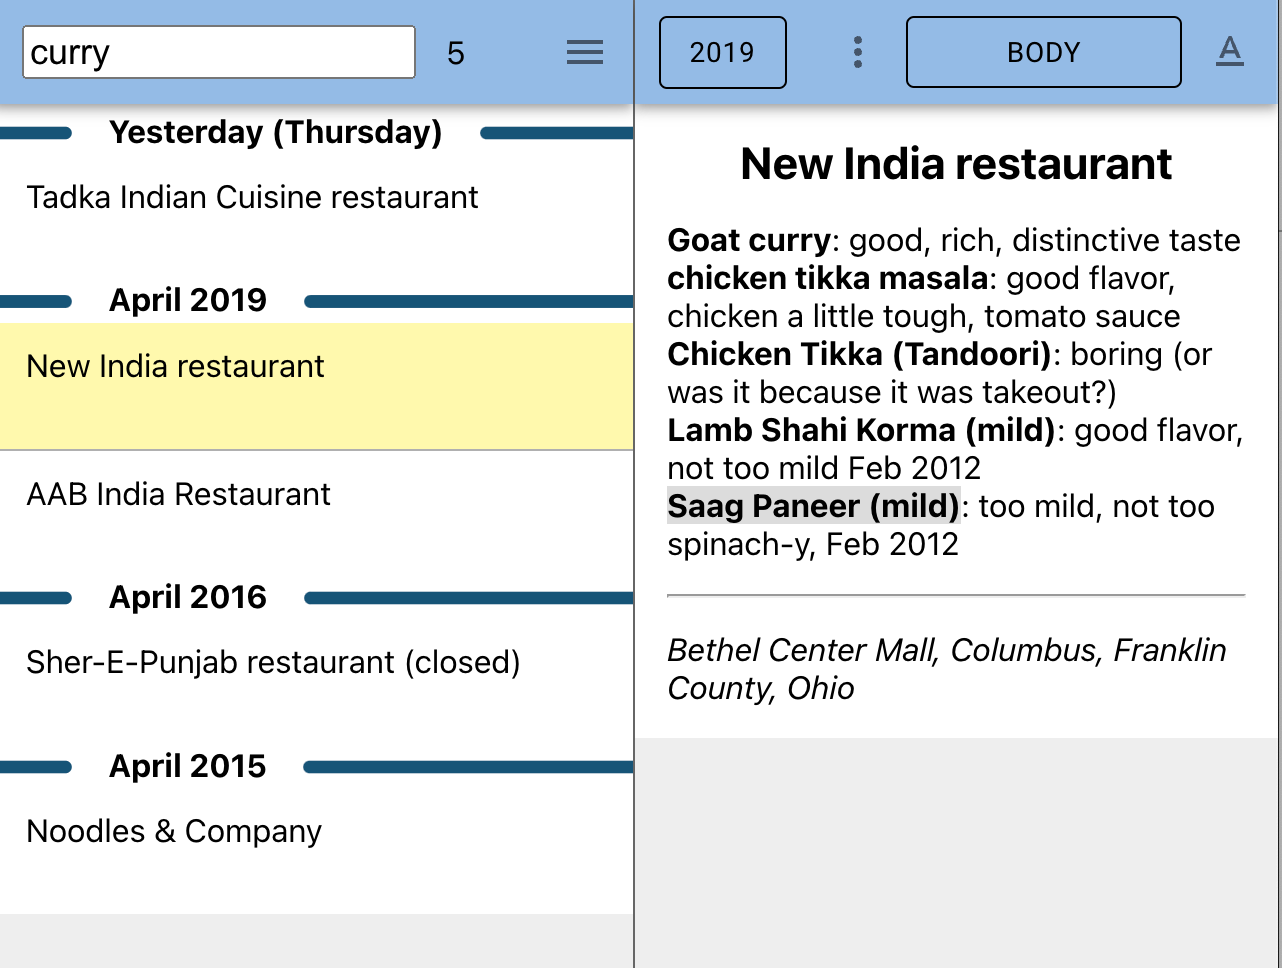 curry
5
Yesterday (Thursday)
Tadka Indian Cuisine restaurant
April 2019
New India restaurant
AAB India Restaurant
April 2016
Sher-E-Punjab restaurant (closed)
April 2015
Noodles & Company
2019
BODY
A
New India restaurant
Goat curry: good, rich, distinctive taste
chicken tikka masala: good flavor,
chicken a little tough, tomato sauce
Chicken Tikka (Tandoori): boring (or
was it because it was takeout?)
Lamb Shahi Korma (mild): good flavor,
not too mild Feb 2012
Saag Paneer (mild): too mild, not too
spinach-y, Feb 2012
Bethel Center Mall, Columbus, Franklin
County, Ohio